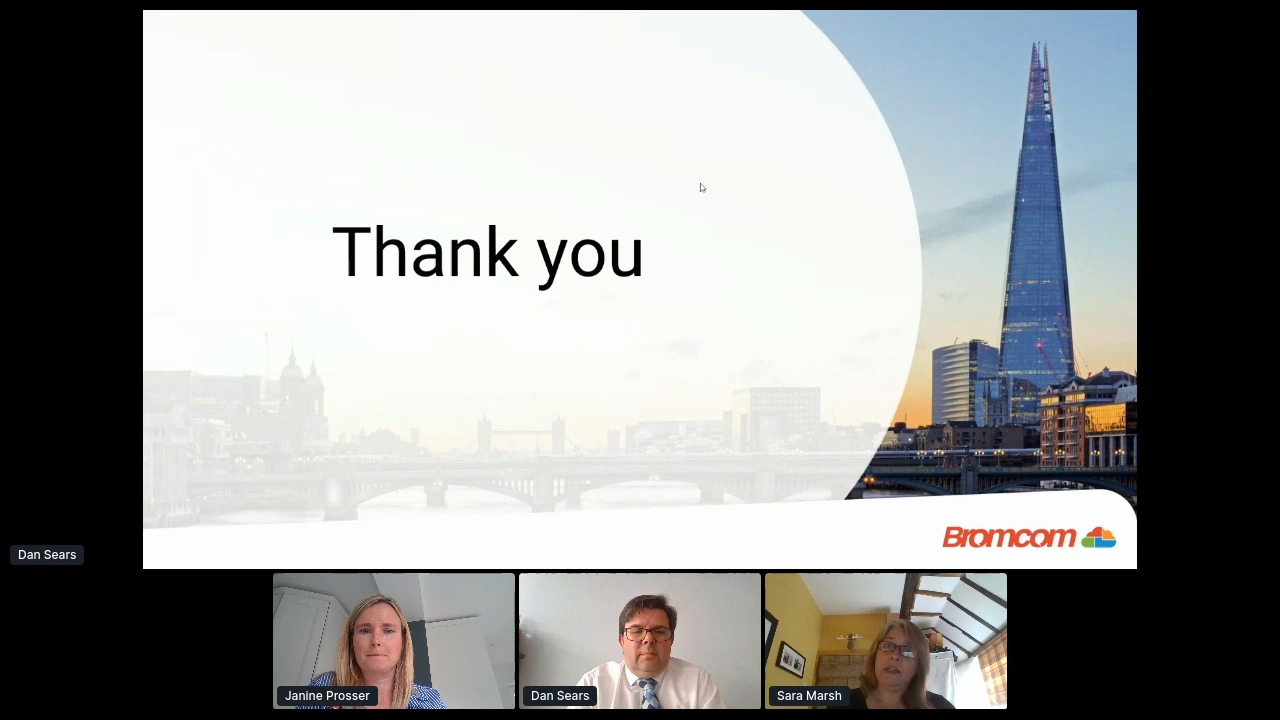 Thank you
Bromcom
Dan Sears
Janine Prosser
Dan Sears
Sara Marsh